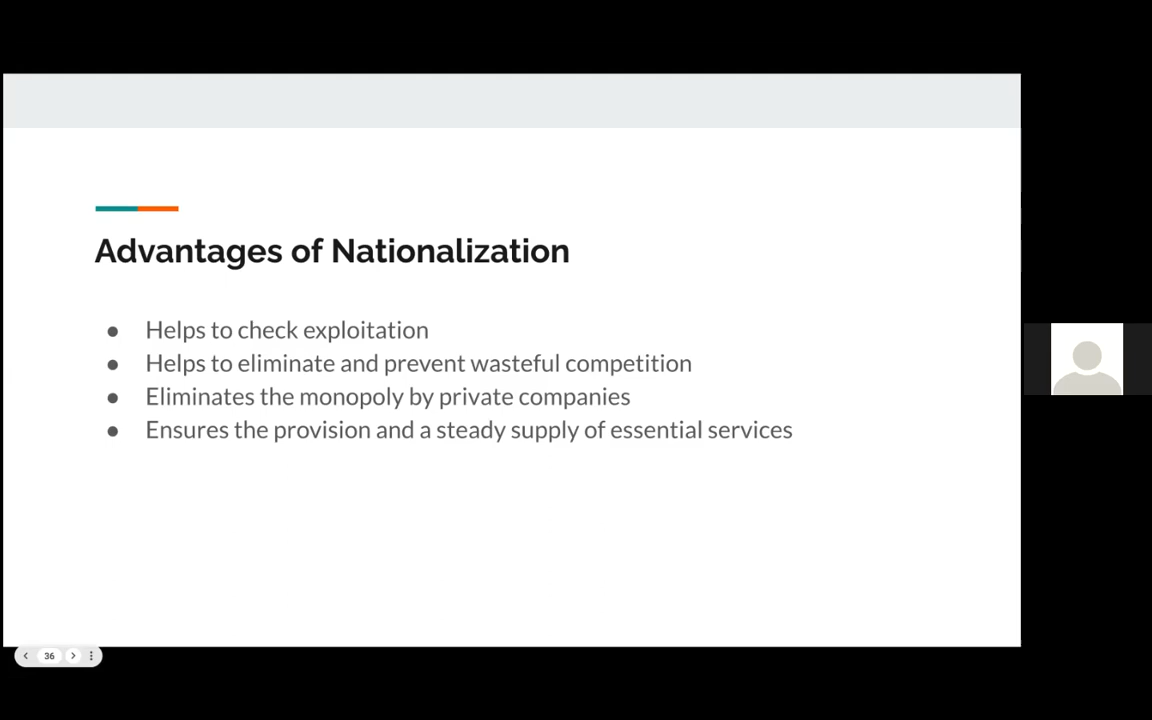 Advantages of Nationalization
● Helps to check exploitation
● Helps to eliminate and prevent wasteful competition
● Eliminates the monopoly by private companies
● Ensures the provision and a steady supply of essential services
36